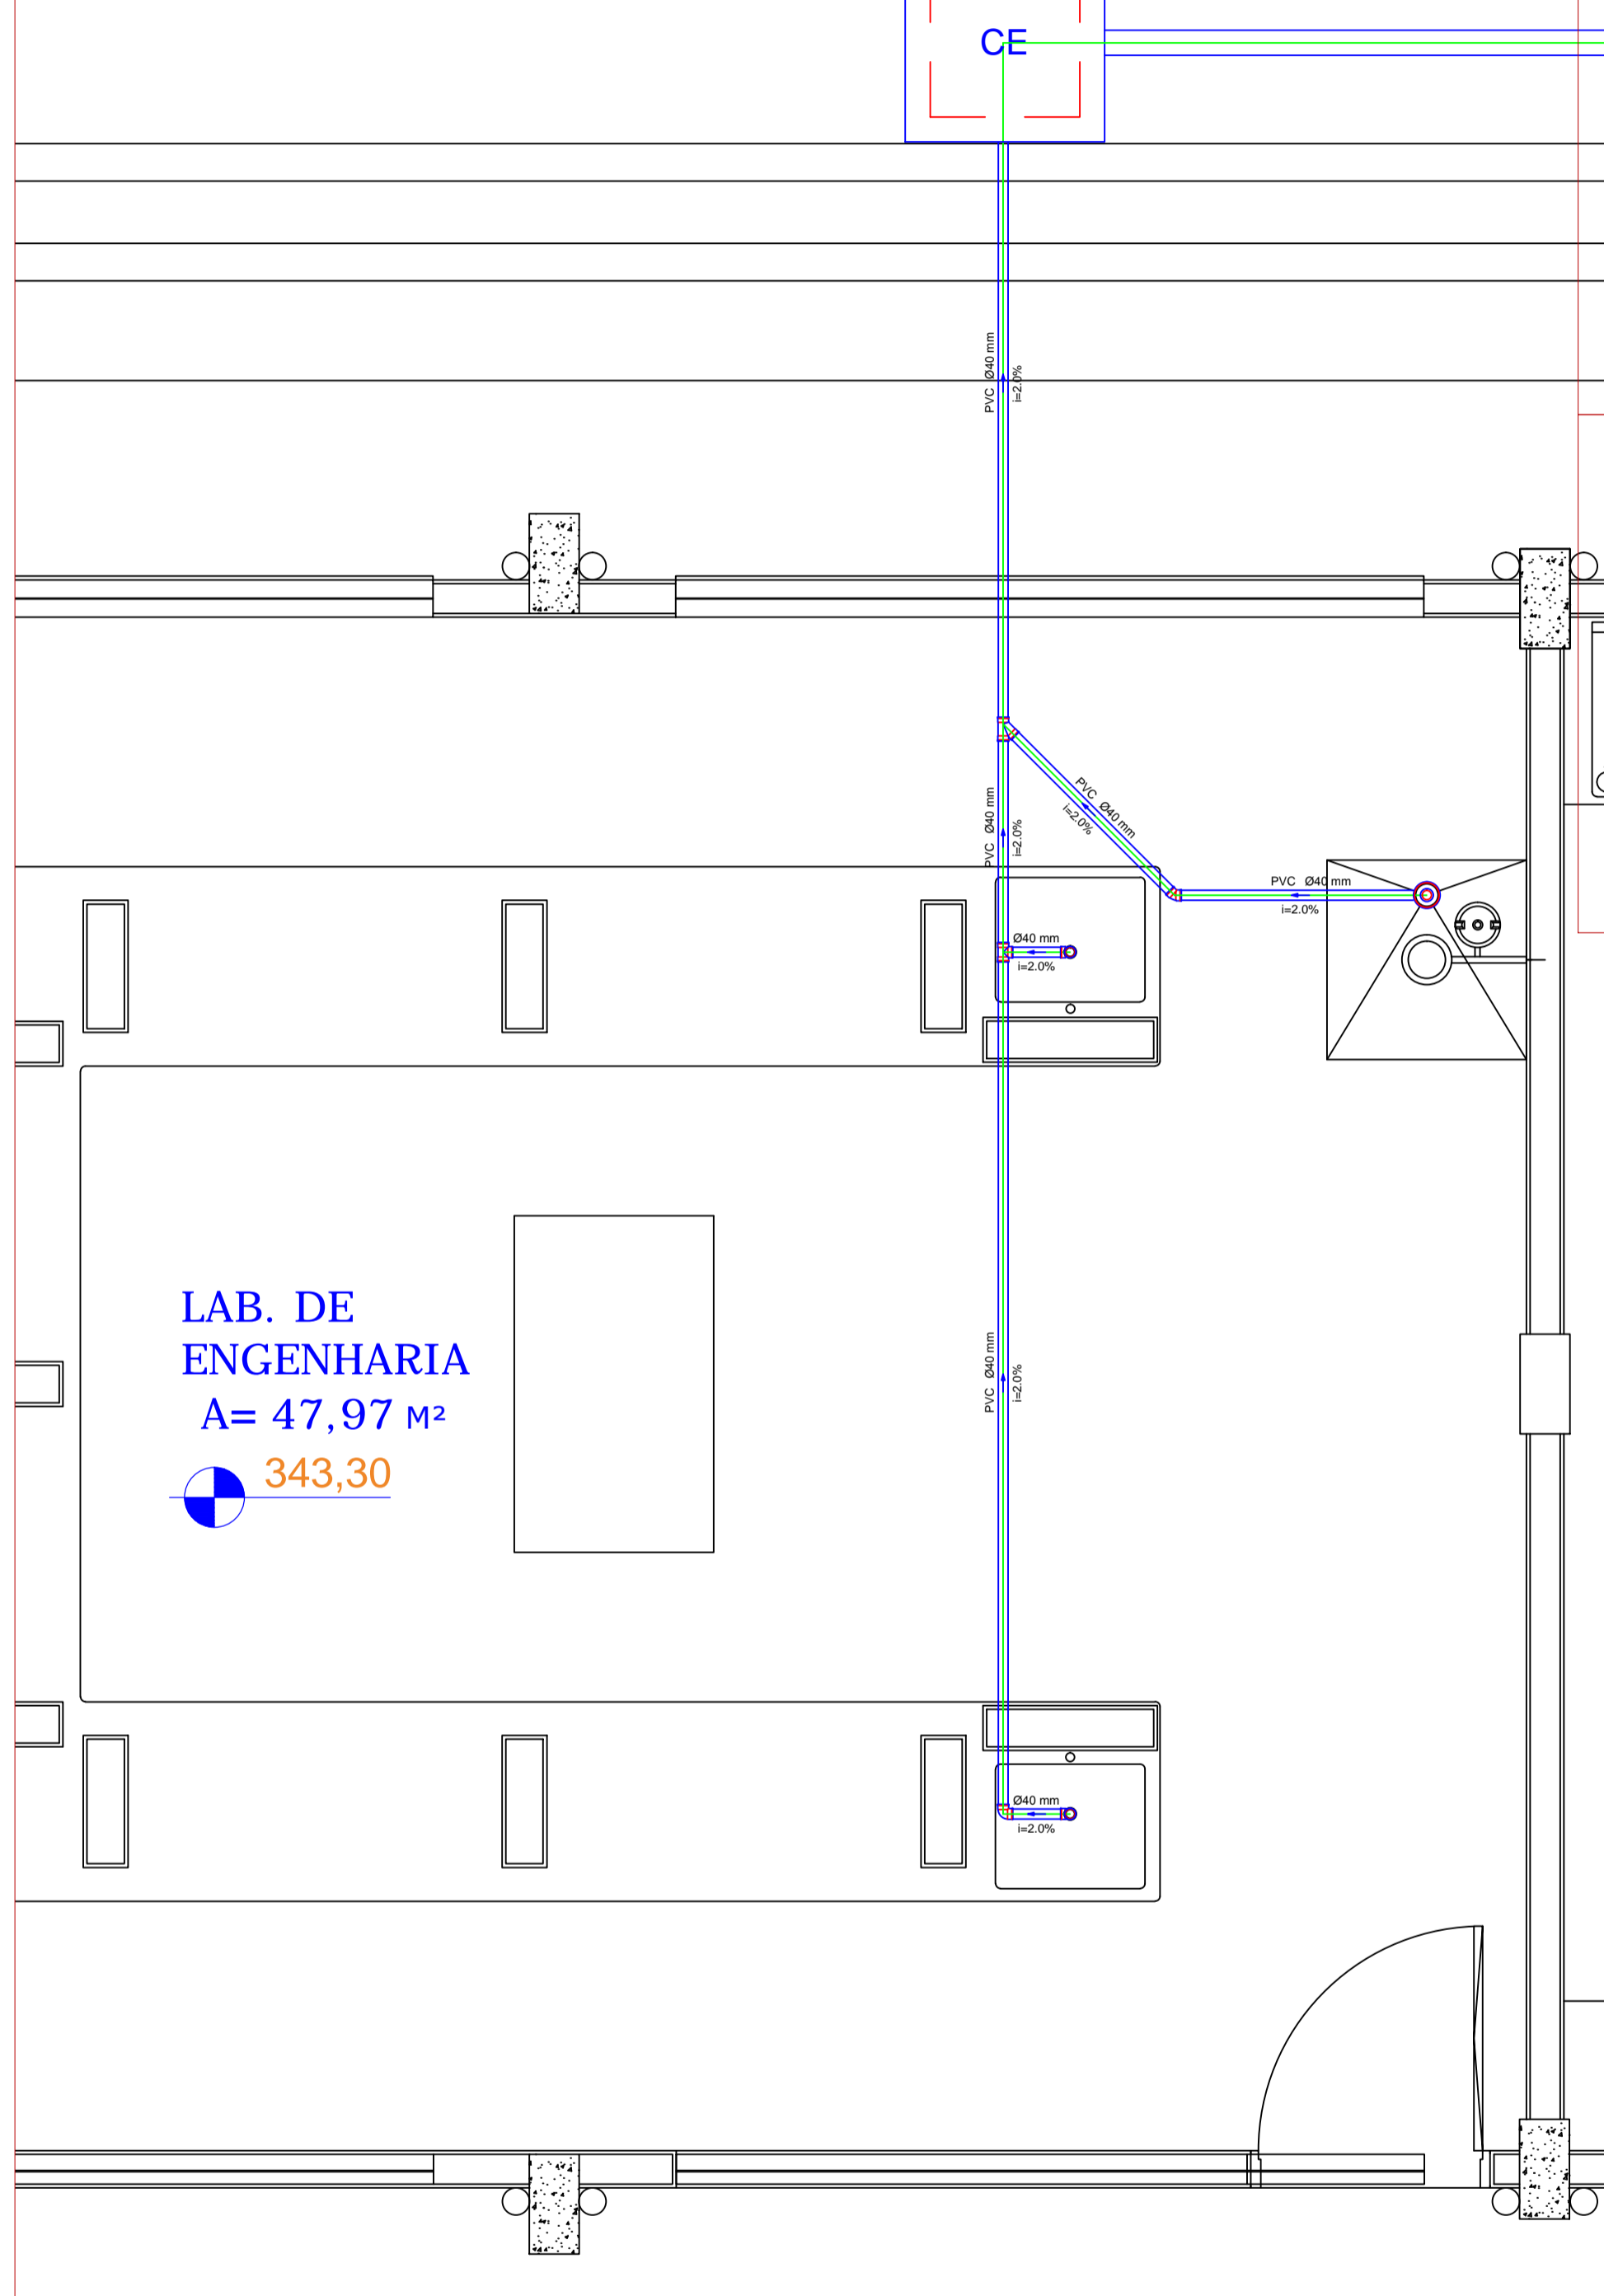 CE
PVC Ø40 mm
i=2.0%
PVC Ø40 mm
i=2.0%
PVC Ø40 mm
i=2.0%
PVC Ø40 mm
i=2.0%
Ø40 mm
i=2.0%
LAB. DE
ENGENHARIA
A= 47,97 M²
343,30
PVC Ø40 mm
i=2.0%
Ø40 mm
i=2.0%